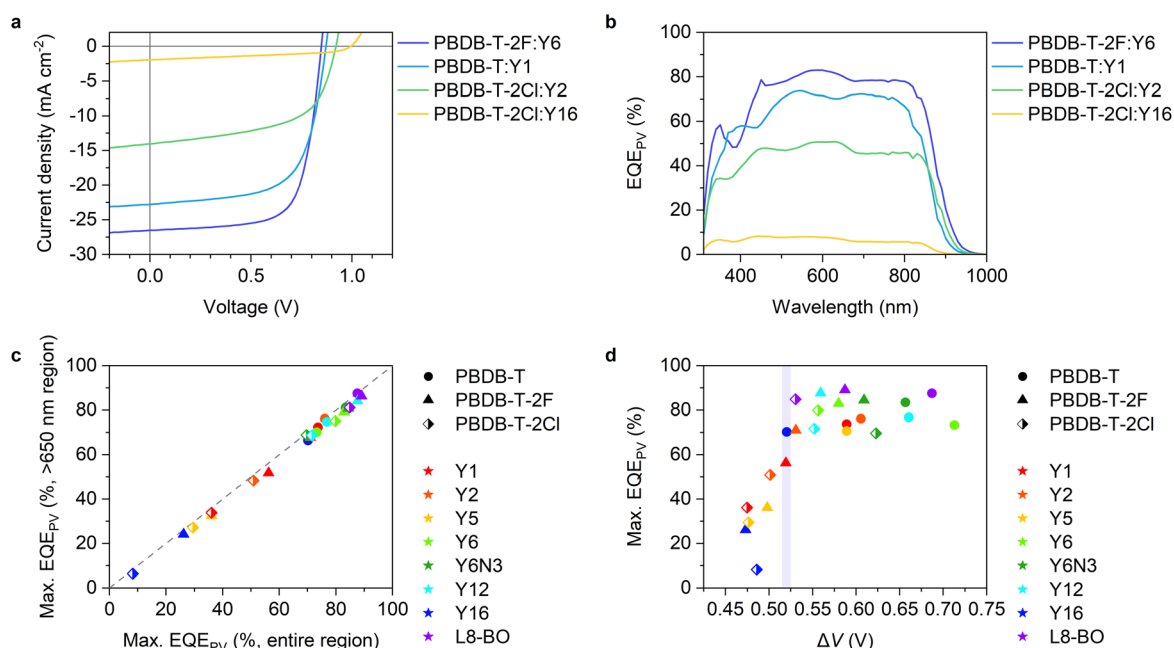 a
0
-5
-10
-15
-20
-25
-30
Current density (mA cm⁻²)
0.0
0.5
1.0
Voltage (V)
PBDB-T-2F:Y6
PBDB-T:Y1
PBDB-T-2Cl:Y2
PBDB-T-2Cl:Y16
b
100
80
60
40
20
0
EQE_PV (%)
400
600
800
1000
Wavelength (nm)
PBDB-T-2F:Y6
PBDB-T:Y1
PBDB-T-2Cl:Y2
PBDB-T-2Cl:Y16
c
100
80
60
40
20
0
Max. EQE_PV (%, >650 nm region)
0
20
40
60
80
100
Max. EQE_PV (%, entire region)
PBDB-T
PBDB-T-2F
PBDB-T-2Cl
Y1
Y2
Y5
Y6
Y6N3
Y12
Y16
L8-BO
d
100
80
60
40
20
0
Max. EQE_PV (%)
0.45
0.50
0.55
0.60
0.65
0.70
0.75
ΔV (V)
PBDB-T
PBDB-T-2F
PBDB-T-2Cl
Y1
Y2
Y5
Y6
Y6N3
Y12
Y16
L8-BO